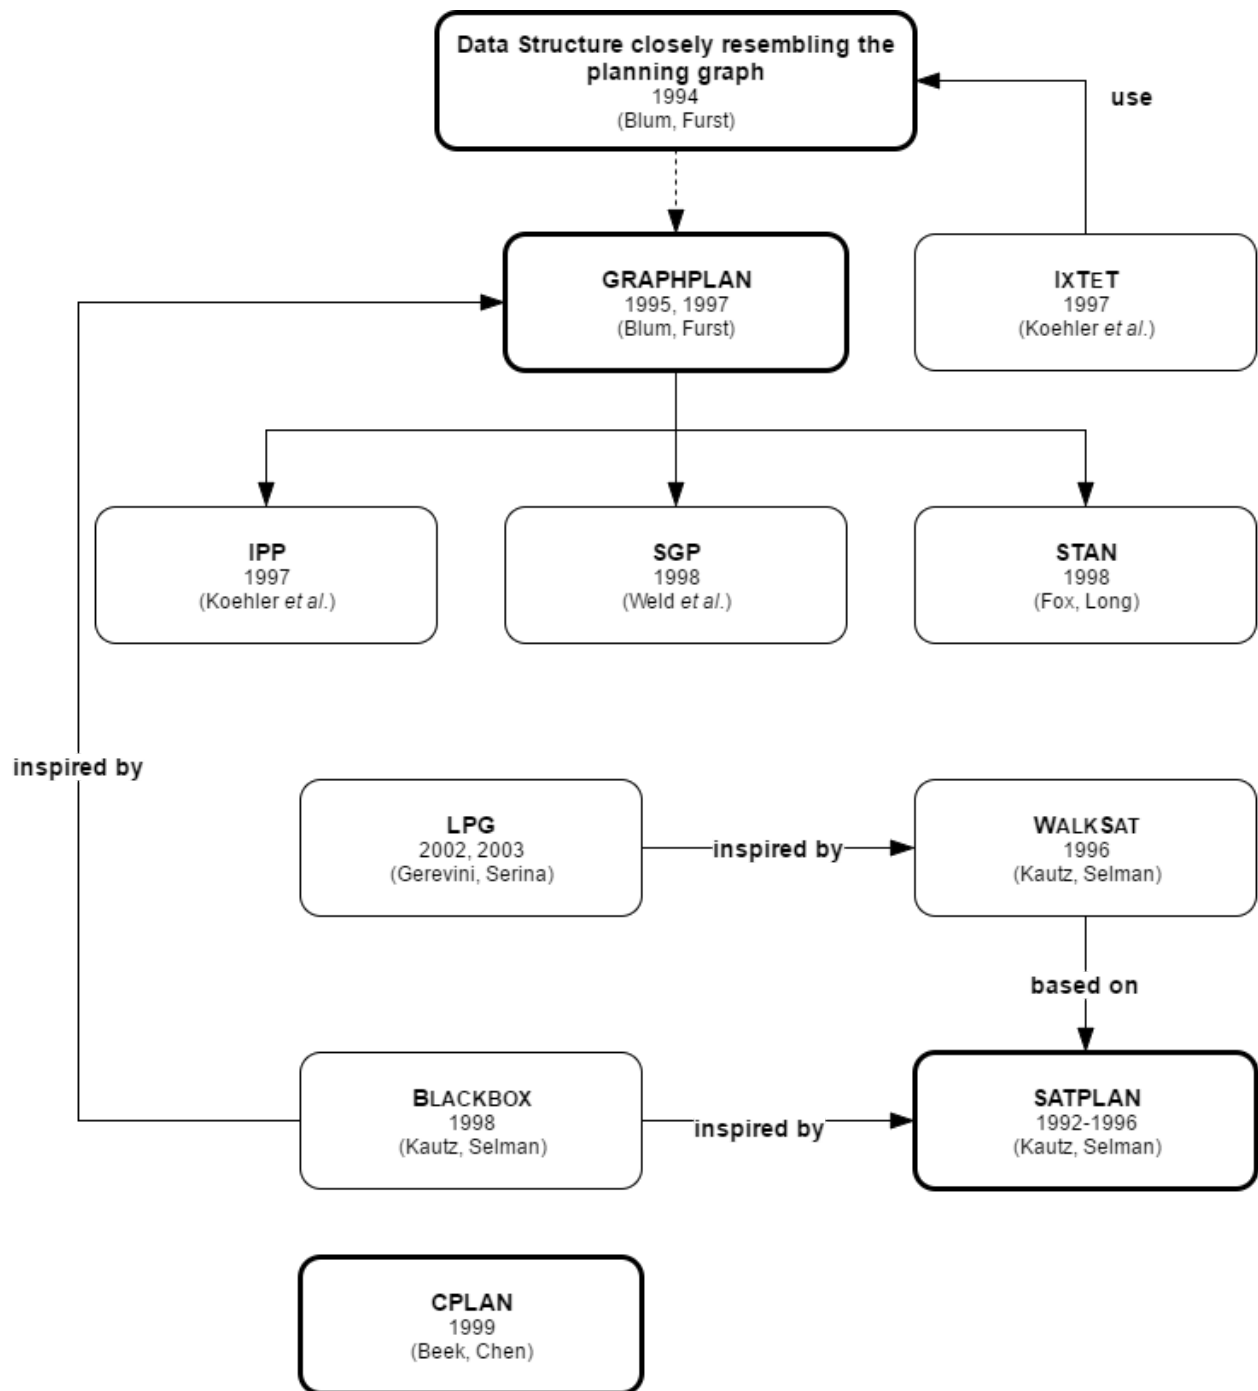 Data Structure closely resembling the
planning graph
1994
(Blum, Furst)
use
GRAPHPLAN
1995, 1997
(Blum, Furst)
IXTET
1997
(Koehler et al.)
IPP
1997
(Koehler et al.)
SGP
1998
(Weld et al.)
STAN
1998
(Fox, Long)
inspired by
LPG
2002, 2003
(Gerevini, Serina)
inspired by
WALKSAT
1996
(Kautz, Selman)
based on
BLACKBOX
1998
(Kautz, Selman)
inspired by
SATPLAN
1992-1996
(Kautz, Selman)
CPLAN
1999
(Beek, Chen)